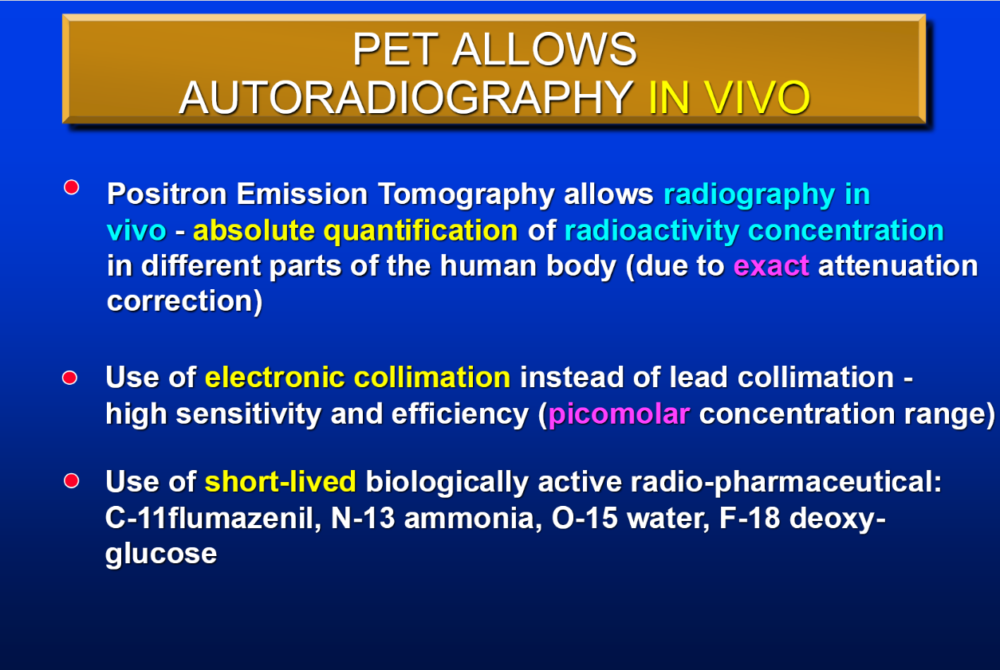 PET ALLOWS
AUTORADIOGRAPHY IN VIVO
Positron Emission Tomography allows radiography in
vivo - absolute quantification of radioactivity concentration
in different parts of the human body (due to exact attenuation
correction)
Use of electronic collimation instead of lead collimation -
high sensitivity and efficiency (picomolar concentration range)
Use of short-lived biologically active radio-pharmaceutical:
C-11flumazenil, N-13 ammonia, O-15 water, F-18 deoxy-
glucose